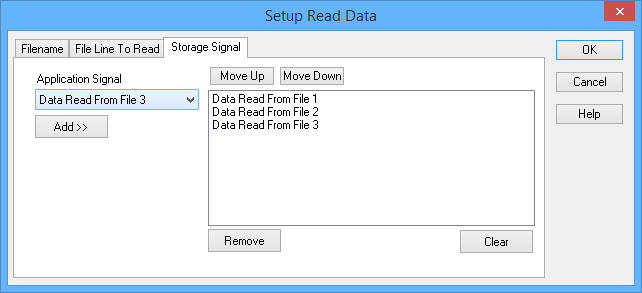 Setup Read Data
Filename
File Line To Read
Storage Signal
OK
Cancel
Help
Application Signal
Data Read From File 3
Add >>
Move Up
Move Down
Data Read From File 1
Data Read From File 2
Data Read From File 3
Remove
Clear